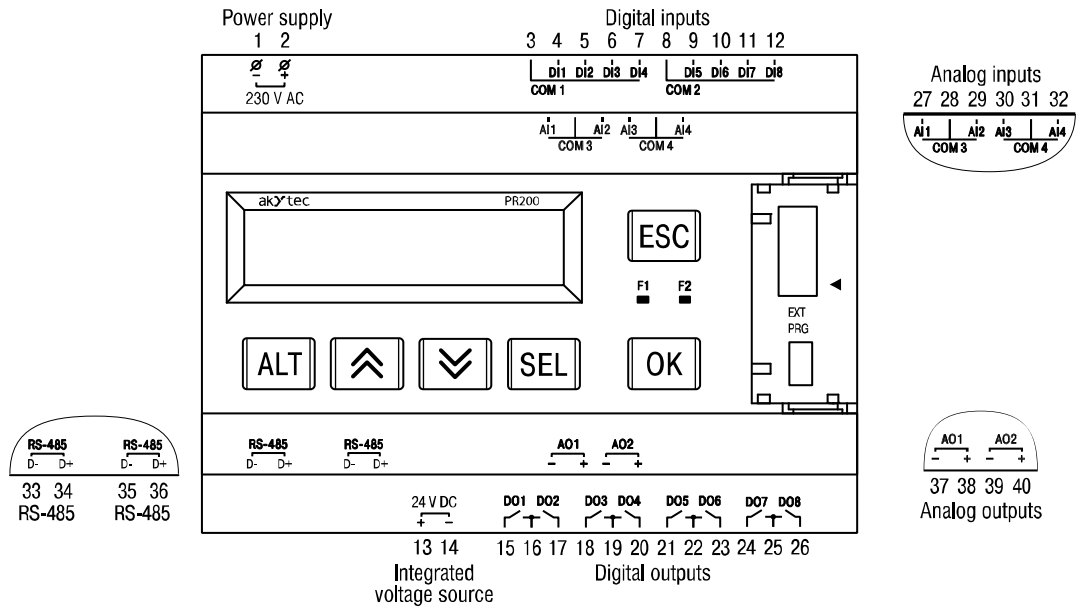 Power supply
1 2
- +
230 V AC
Digital inputs
3 4 5 6 7 8 9 10 11 12
DI1 DI2 DI3 DI4 DI5 DI6 DI7 DI8
COM 1 COM 2
AI1 AI2 AI3 AI4
COM 3 COM 4
Analog inputs
27 28 29 30 31 32
AI1 AI2 AI3 AI4
COM 3 COM 4
akytec PR200
ESC
F1 F2
EXT
PRG
ALT
SEL
OK
RS-485 RS-485
D- D+ D- D+
33 34 35 36
RS-485 RS-485
RS-485 RS-485
D- D+ D- D+
AO1 AO2
- + - +
AO1 AO2
- + - +
37 38 39 40
Analog outputs
24 V DC
+ -
13 14
Integrated
voltage source
DO1 DO2 DO3 DO4 DO5 DO6 DO7 DO8
15 16 17 18 19 20 21 22 23 24 25 26
Digital outputs